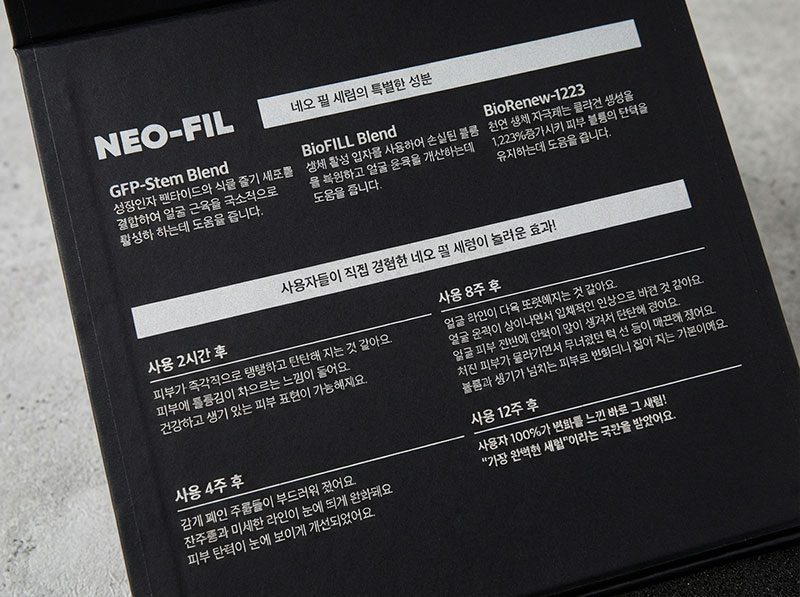 네오 필 세럼의 특별한 성분
NEO-FIL
GFP-Stem Blend
성장인자 펩타이드의 식물 줄기 세포를
결합하여 얼굴 근육을 국소적으로
활성하 하는데 도움을 줍니다.
BioFILL Blend
생체 활성 입자를 사용하여 손실된 볼륨
을 복원하고 얼굴 윤곽을 개선하는데
도움을 줍니다.
BioRenew-1223
천연 생체 자극제는 콜라겐 생성을
1,223%증가시키 피부 볼륨의 탄력을
유지하는데 도움을 줍니다.
사용자들이 직접 경험한 네오 필 세렁이 놀러운 효과!
사용 2시간 후
피부가 즉각적으로 탱탱하고 탄탄해 지는 것 같아요.
피부에 틀름김이 차으르는 느낌이 들어요.
건강하고 생기 있는 피부 표현이 가능해제요.
사용 4주 후
깊게 페인 주름들이 부드러워 젔어요.
잔주름과 미세한 라인이 눈에 띄게
피부 탄력이 눈에 보이게 개선되었어요.
사용 8주 후
얼굴 라인이 다욱 또렷해지는 것 같아요.
얼굴 윤곽이 살이나면서 입체적인 인상으로 바뀐 것 같아요.
얼굴 피부 전반에 탄력이 많이 생겨서 탄탄해
처진 피부가 올라가면서 무너졌던 턱 선 등이 매끈해 졌어요.
볼륨과 생기가 넘치는 피부로 변화되니 젊어 지는 기본이에요.
사용 12주 후
사용자 100%가 변화를 느낀 바로 그 세럼!
"가장 완벽한 세럼"이라는 극찬을 받았어요.